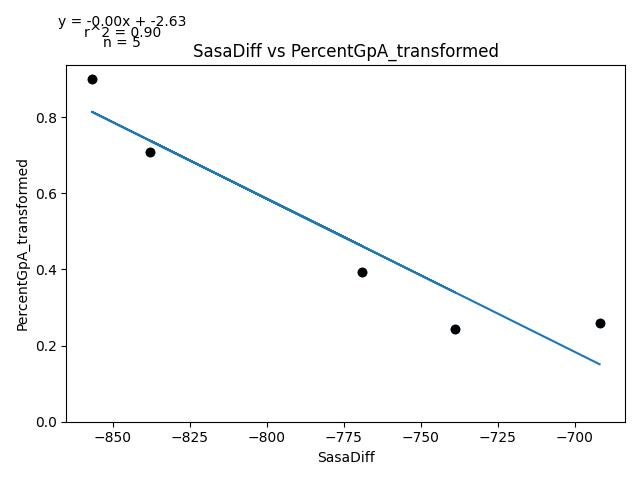 y = -0.00x + -2.63
r^2 = 0.90
n = 5
SasaDiff vs PercentGpA_transformed
PercentGpA_transformed
0.8
0.6
0.4
0.2
0.0
−850 −825 −800 −775 −750 −725 −700
SasaDiff